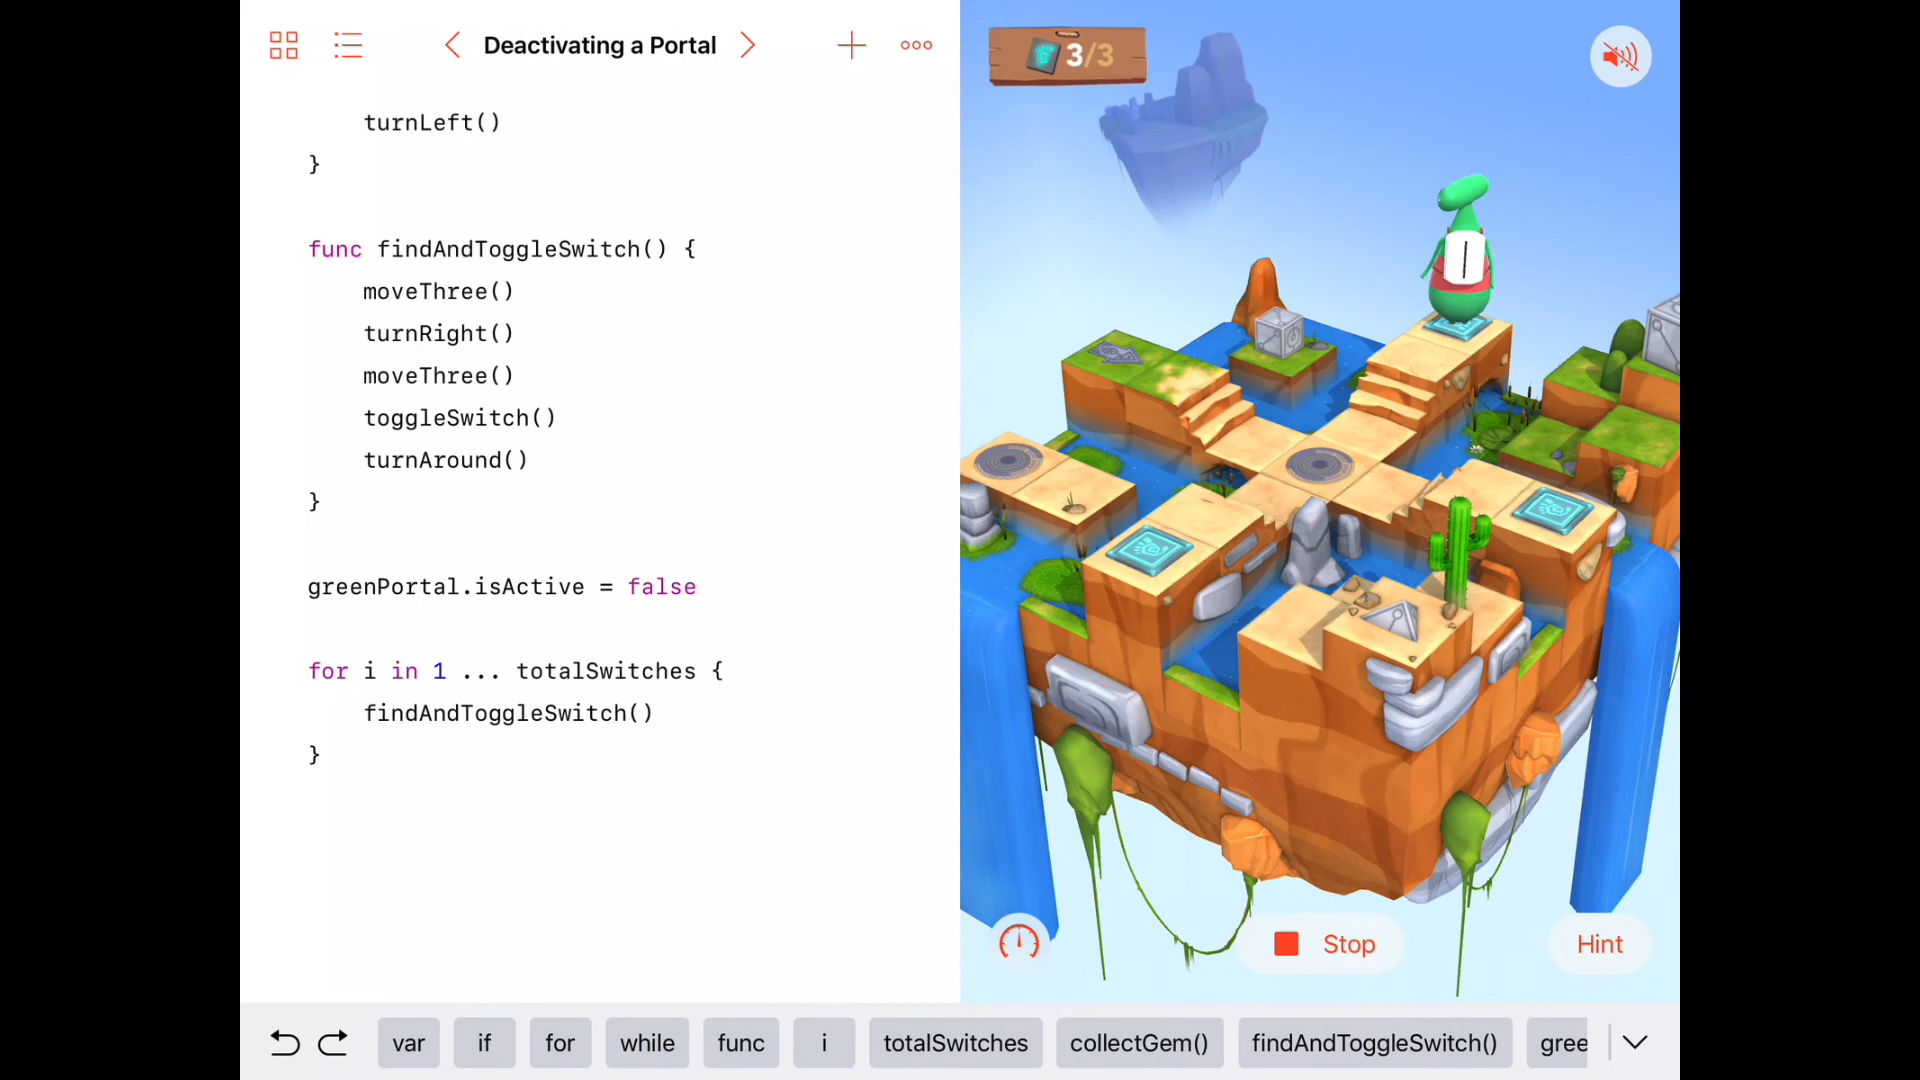 Deactivating a Portal
turnLeft()
}
func findAndToggleSwitch() {
moveThree()
turnRight()
moveThree()
toggleSwitch()
turnAround()
}
greenPortal.isActive = false
for i in 1 ... totalSwitches {
findAndToggleSwitch()
}
3/3
Stop
Hint
var if for while func i totalSwitches collectGem() findAndToggleSwitch() gree